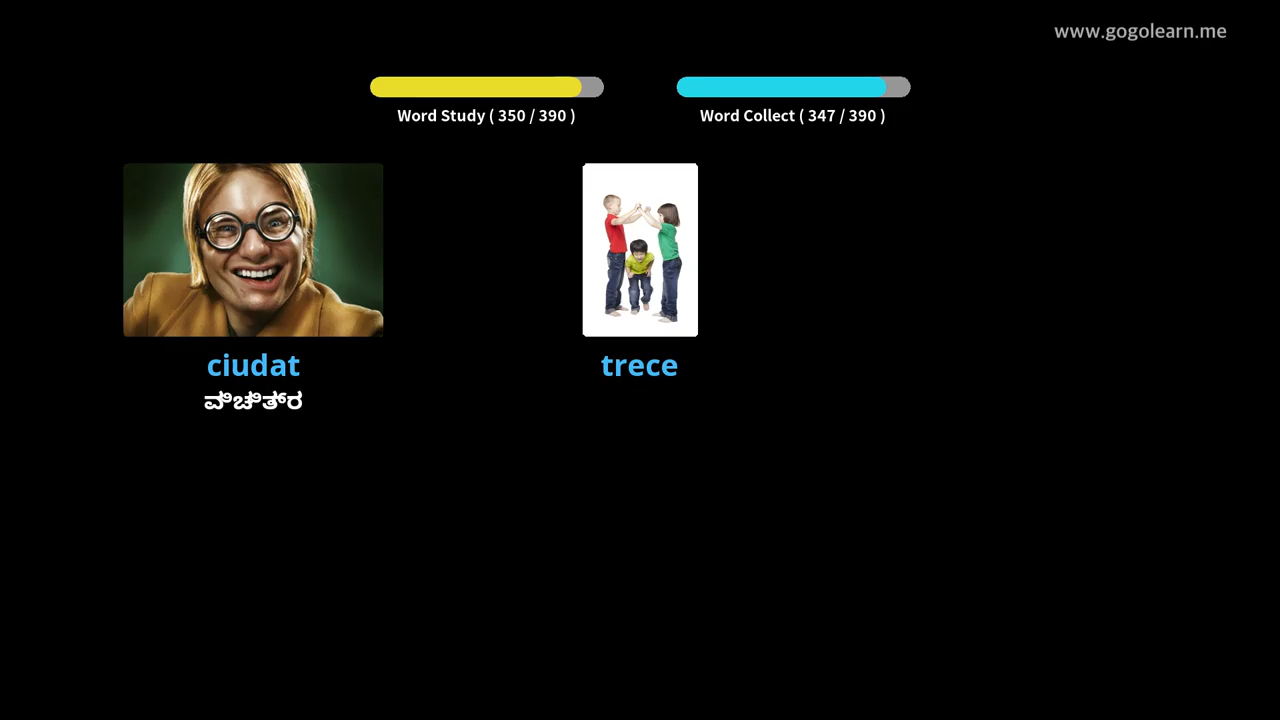 www.gogolearn.me
Word Study ( 350 / 390 )
Word Collect ( 347 / 390 )
ciudat
trece
ವಿಚಿತ್ರ